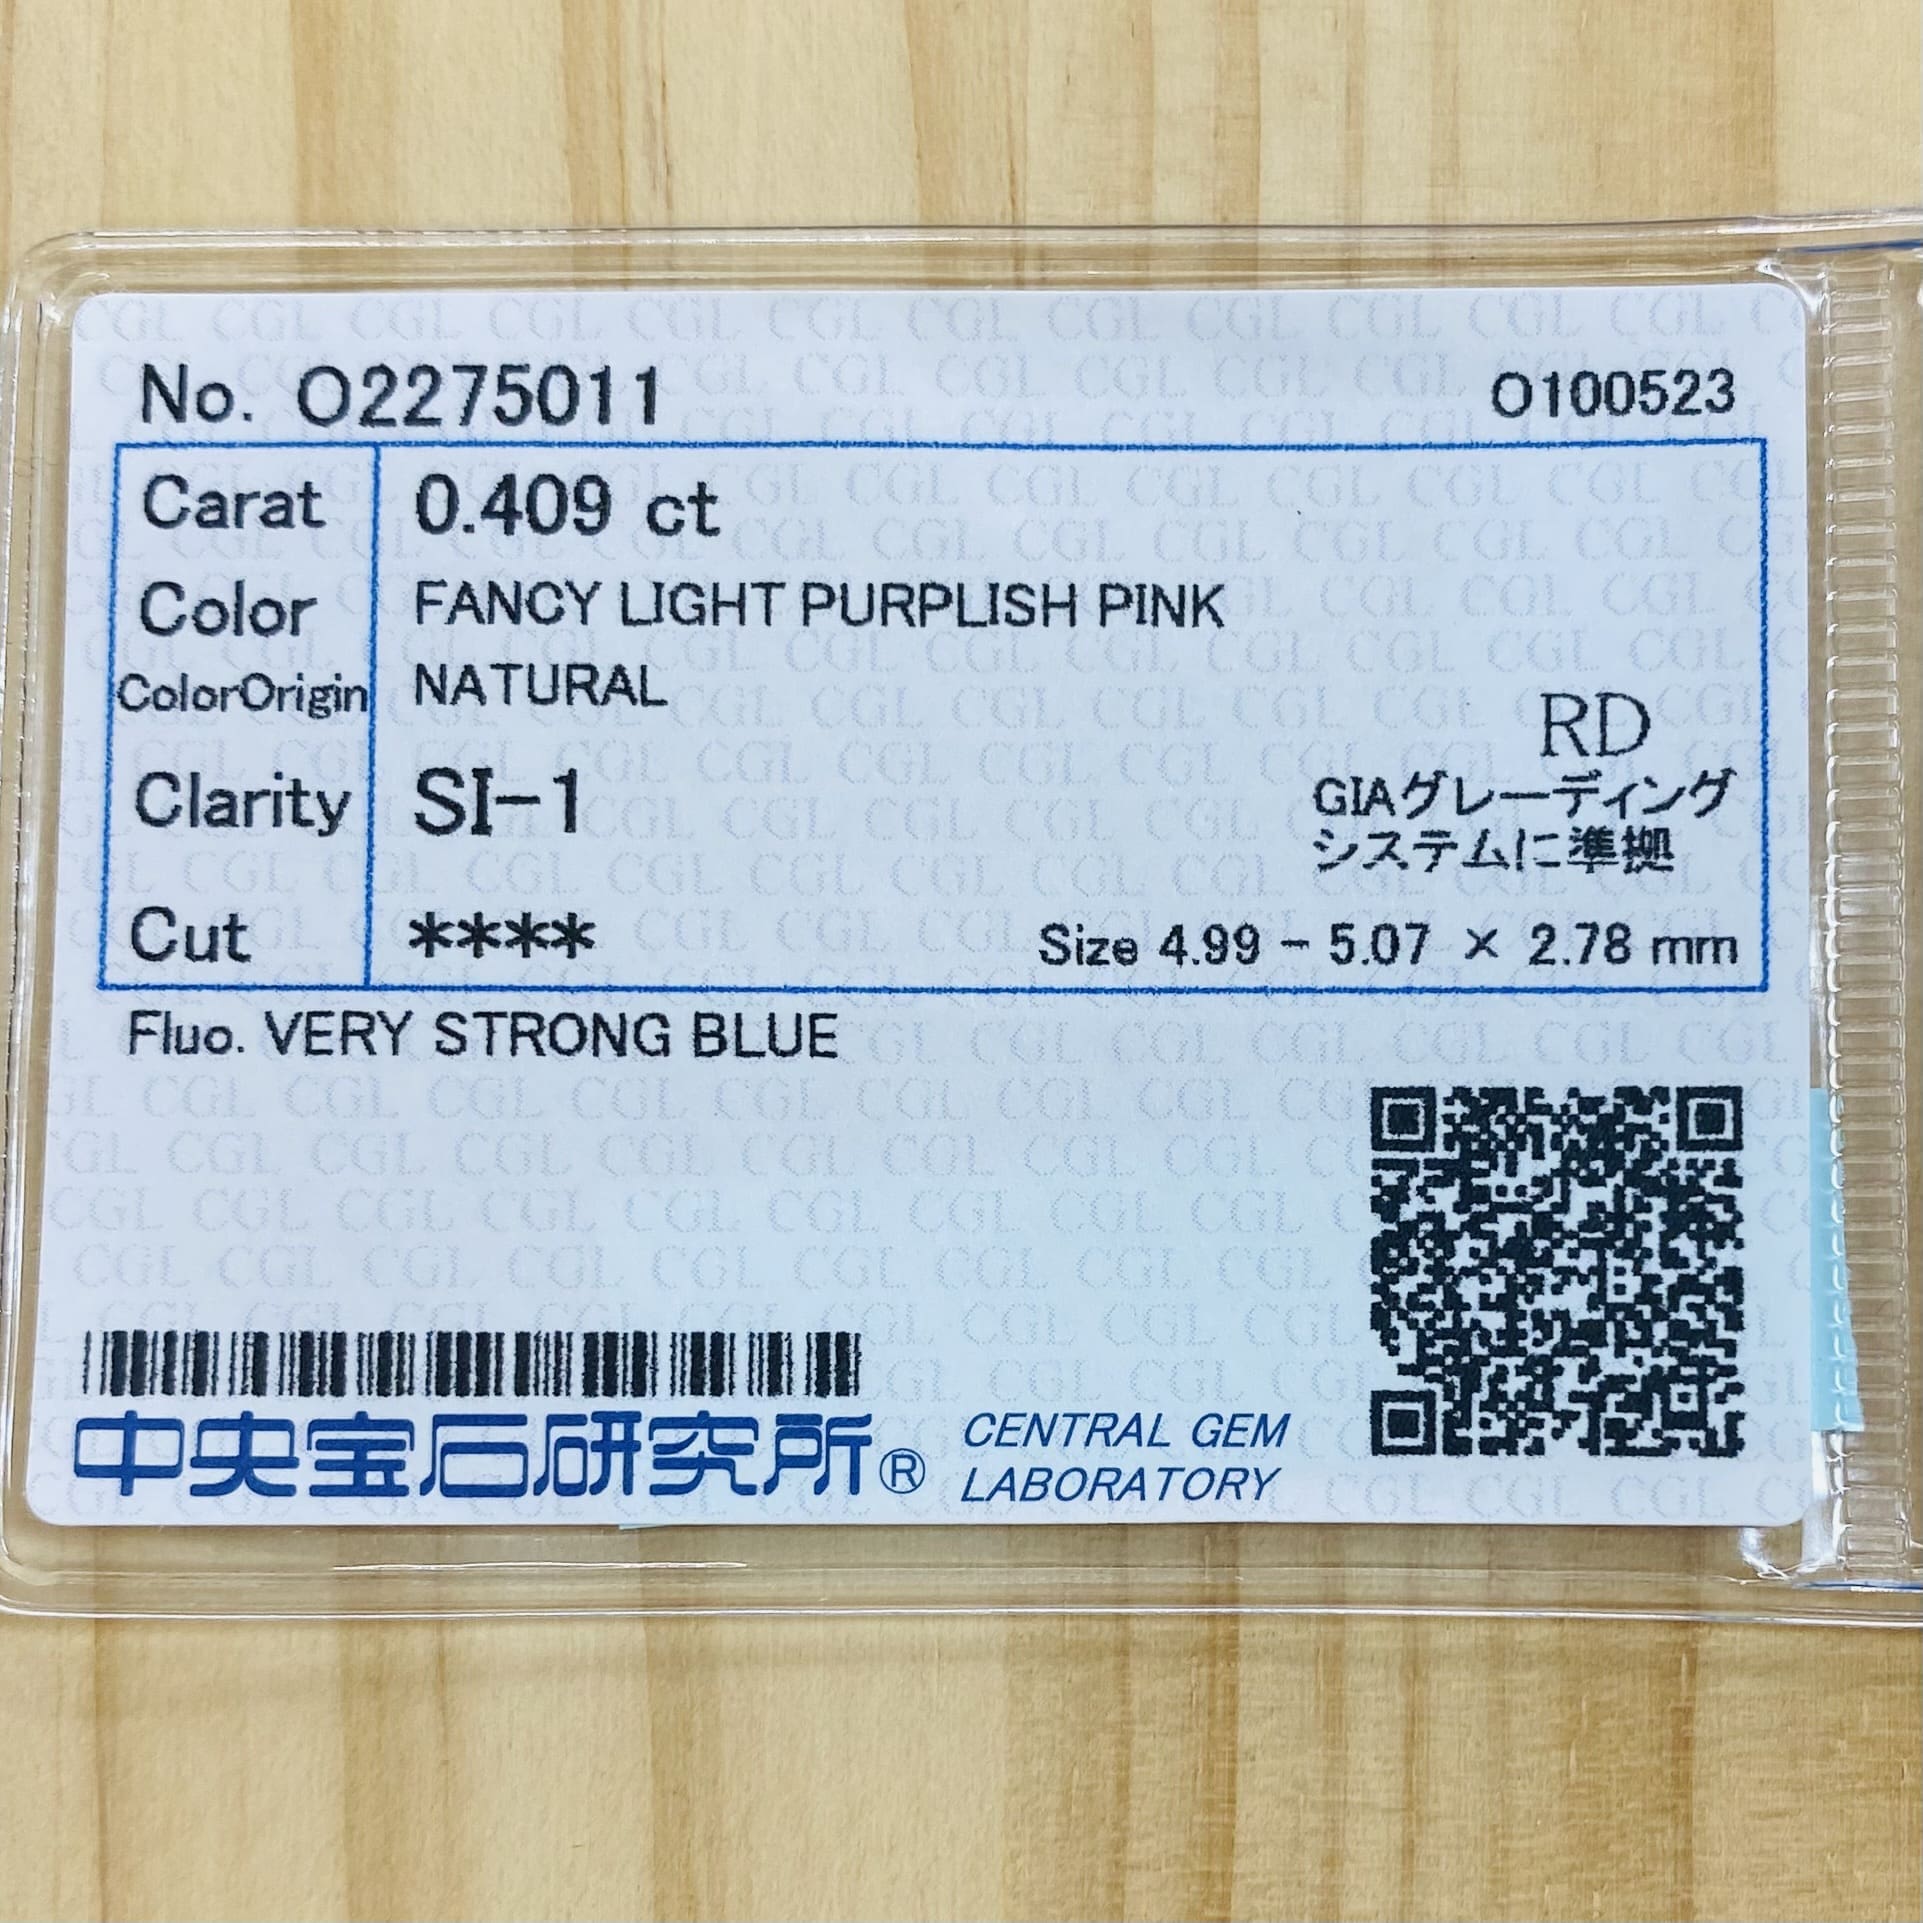 No. O2275011
O100523
Carat 0.409 ct
Color FANCY LIGHT PURPLISH PINK
ColorOrigin NATURAL
RD
Clarity SI-1
GIAグレーディング
システムに準拠
Cut ****
Size 4.99 - 5.07 × 2.78 mm
Fluo. VERY STRONG BLUE
中央宝石研究所®
CENTRAL GEM
LABORATORY